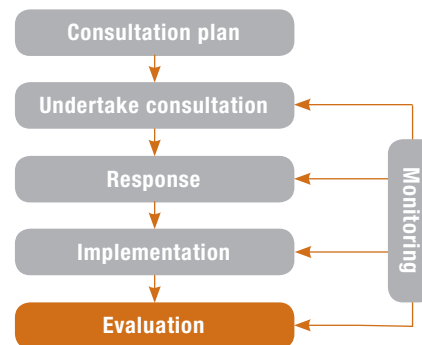 Consultation plan
Undertake consultation
Response
Monitoring
Implementation
Evaluation